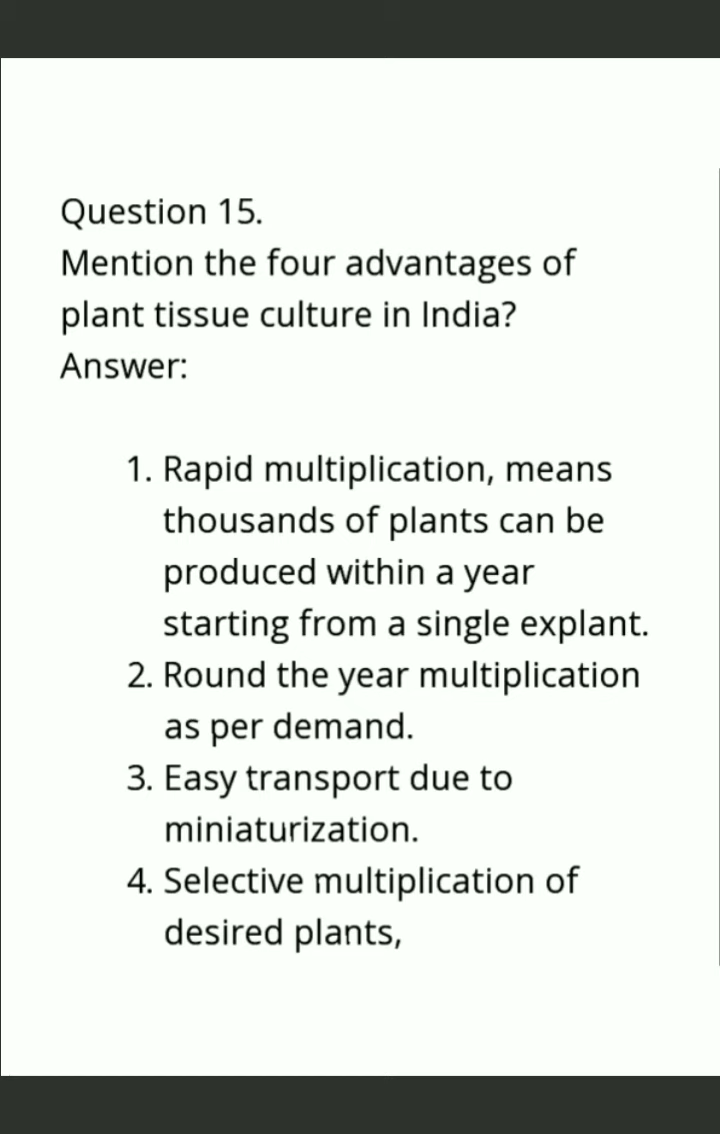 Question 15.
Mention the four advantages of
plant tissue culture in India?
Answer:
1. Rapid multiplication, means
thousands of plants can be
produced within a year
starting from a single explant.
2. Round the year multiplication
as per demand.
3. Easy transport due to
miniaturization.
4. Selective multiplication of
desired plants,